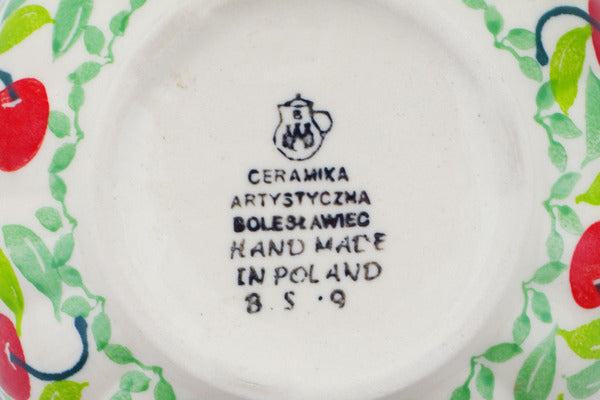 B
CERAMIKA
ARTYSTYCZNA
BOLESŁAWIEC
HAND MADE
IN POLAND
8. S. 9